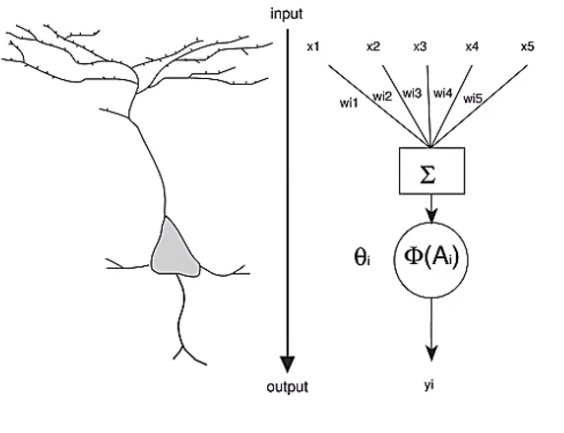 input
x1 x2 x3 x4 x5
wi1 wi2 wi3 wi4 wi5
Σ
θi Φ(Ai)
output
yi